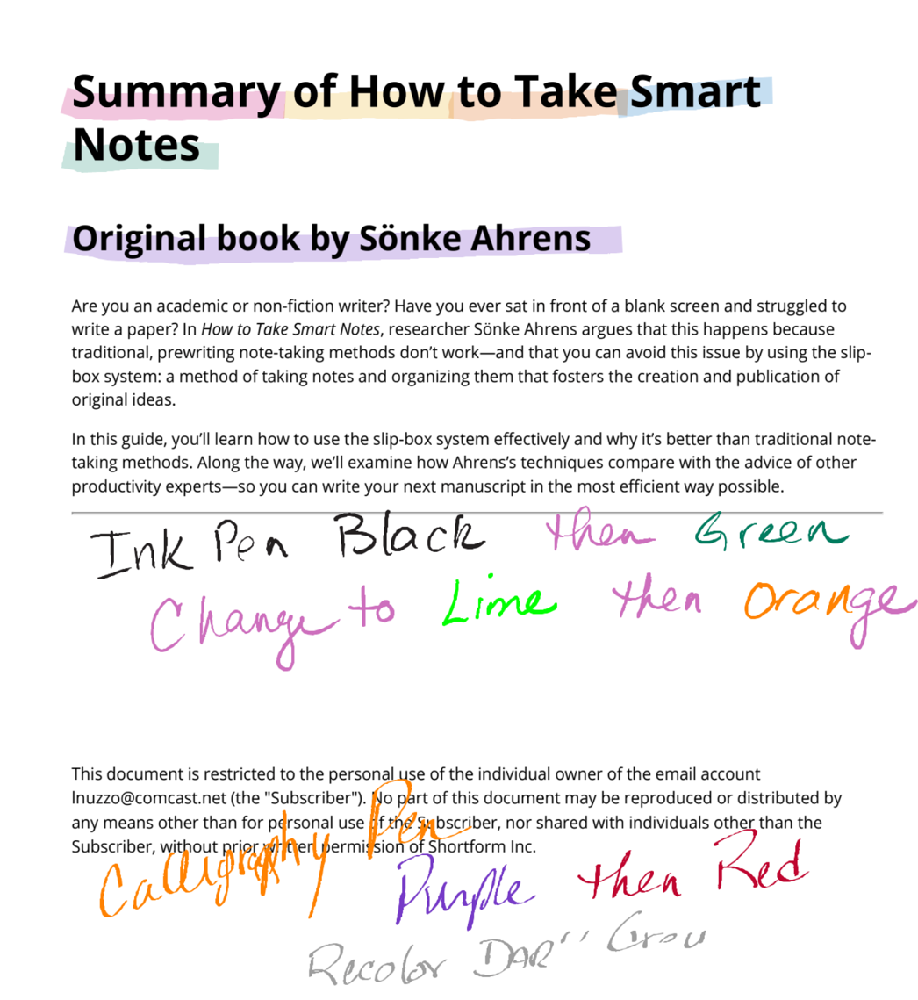 Summary of How to Take Smart
Notes
Original book by Sönke Ahrens
Are you an academic or non-fiction writer? Have you ever sat in front of a blank screen and struggled to
write a paper? In How to Take Smart Notes, researcher Sönke Ahrens argues that this happens because
traditional, prewriting note-taking methods don’t work—and that you can avoid this issue by using the slip-
box system: a method of taking notes and organizing them that fosters the creation and publication of
original ideas.
In this guide, you’ll learn how to use the slip-box system effectively and why it’s better than traditional note-
taking methods. Along the way, we’ll examine how Ahrens’s techniques compare with the advice of other
productivity experts—so you can write your next manuscript in the most efficient way possible.
Ink Pen Black then Green
Change to Lime then Orange
This document is restricted to the personal use of the individual owner of the email account
lnuzzo@comcast.net (the "Subscriber"). No part of this document may be reproduced or distributed by
any means other than for personal use of the Subscriber, nor shared with individuals other than the
Subscriber, without prior written permission of Shortform Inc.
Calligraphy Pen
Purple then Red
Recolor